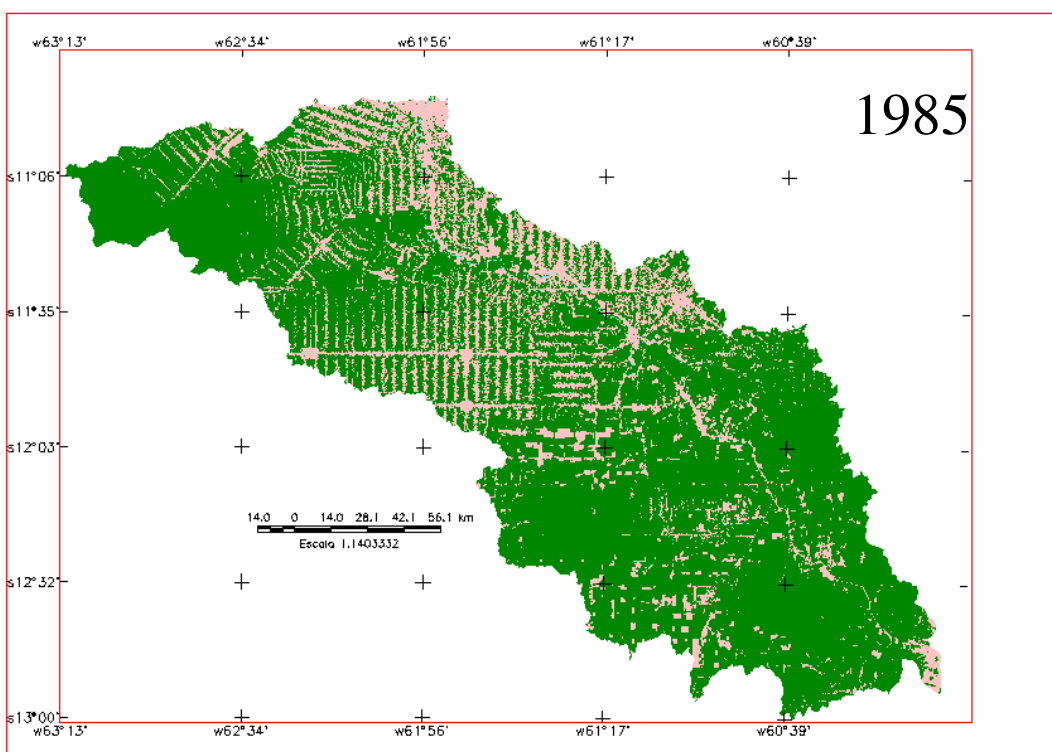 w63°13' w62°34' w61°56' w61°17' w60°39'
1985
s11°06'
s11°35'
s12°03'
14.0 0 14.0 28.1 42.1 56.1 km
Escala 1.1403332
s12°32'
s13°00'
w63°13' w62°34' w61°56' w61°17' w60°39'